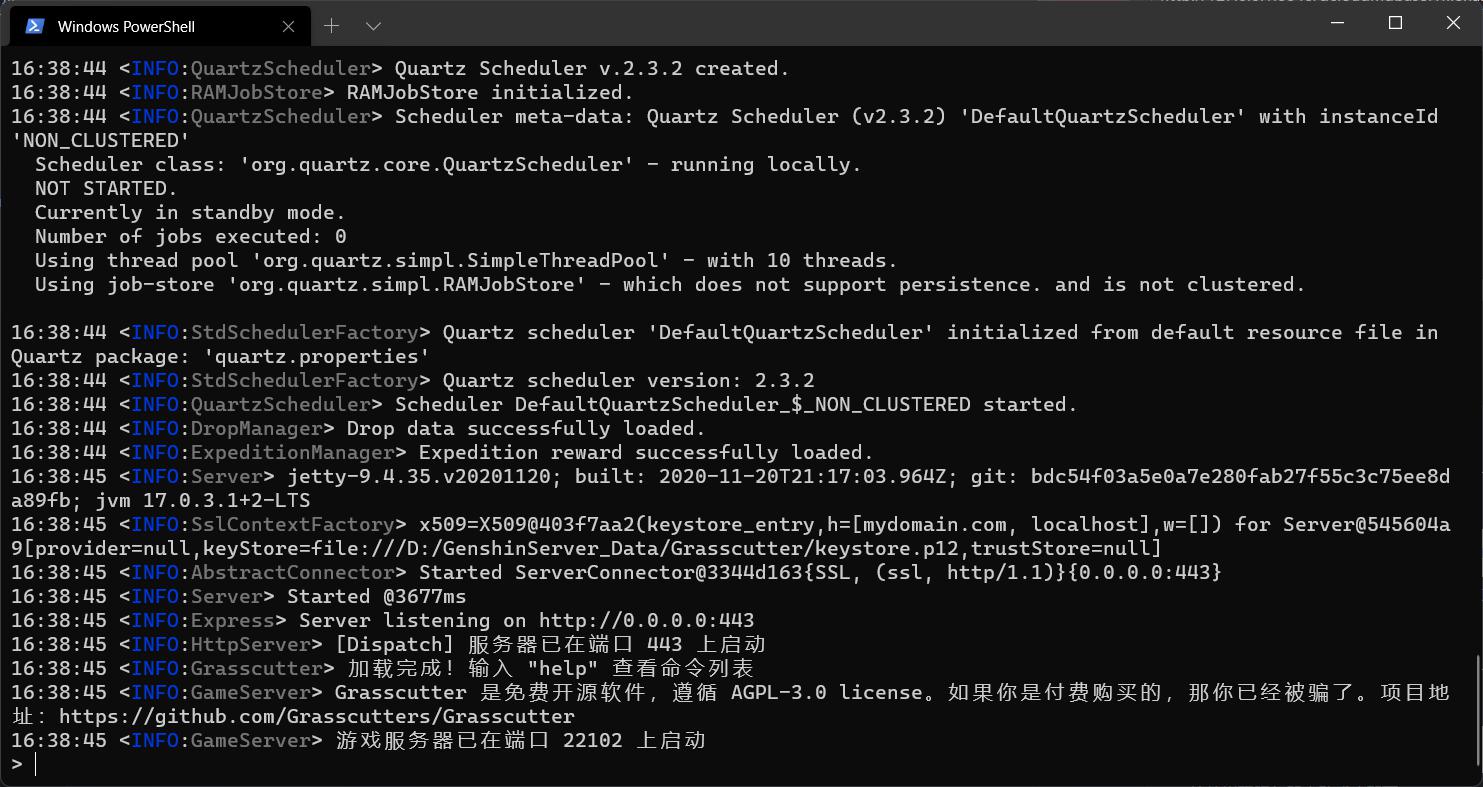 Windows PowerShell
16:38:44 <INFO:QuartzScheduler> Quartz Scheduler v.2.3.2 created.
16:38:44 <INFO:RAMJobStore> RAMJobStore initialized.
16:38:44 <INFO:QuartzScheduler> Scheduler meta-data: Quartz Scheduler (v2.3.2) 'DefaultQuartzScheduler' with instanceId
'NON_CLUSTERED'
Scheduler class: 'org.quartz.core.QuartzScheduler' - running locally.
NOT STARTED.
Currently in standby mode.
Number of jobs executed: 0
Using thread pool 'org.quartz.simpl.SimpleThreadPool' - with 10 threads.
Using job-store 'org.quartz.simpl.RAMJobStore' - which does not support persistence. and is not clustered.
16:38:44 <INFO:StdSchedulerFactory> Quartz scheduler 'DefaultQuartzScheduler' initialized from default resource file in
Quartz package: 'quartz.properties'
16:38:44 <INFO:StdSchedulerFactory> Quartz scheduler version: 2.3.2
16:38:44 <INFO:QuartzScheduler> Scheduler DefaultQuartzScheduler_$_NON_CLUSTERED started.
16:38:44 <INFO:DropManager> Drop data successfully loaded.
16:38:44 <INFO:ExpeditionManager> Expedition reward successfully loaded.
16:38:45 <INFO:Server> jetty-9.4.35.v20201120; built: 2020-11-20T21:17:03.964Z; git: bdc54f03a5e0a7e280fab27f55c3c75ee8d
a89fb; jvm 17.0.3.1+2-LTS
16:38:45 <INFO:SslContextFactory> x509=X509@403f7aa2(keystore_entry,h=[mydomain.com, localhost],w=[]) for Server@545604a
9[provider=null,keyStore=file:///D:/GenshinServer_Data/Grasscutter/keystore.p12,trustStore=null]
16:38:45 <INFO:AbstractConnector> Started ServerConnector@3344d163{SSL, (ssl, http/1.1)}{0.0.0.0:443}
16:38:45 <INFO:Server> Started @3677ms
16:38:45 <INFO:Express> Server listening on http://0.0.0.0:443
16:38:45 <INFO:HttpServer> [Dispatch] 服务器已在端口 443 上启动
16:38:45 <INFO:Grasscutter> 加载完成！输入 "help" 查看命令列表
16:38:45 <INFO:GameServer> Grasscutter 是免费开源软件，遵循 AGPL-3.0 license。如果你是付费购买的，那你已经被骗了。项目地
址：https://github.com/Grasscutters/Grasscutter
16:38:45 <INFO:GameServer> 游戏服务器已在端口 22102 上启动
>